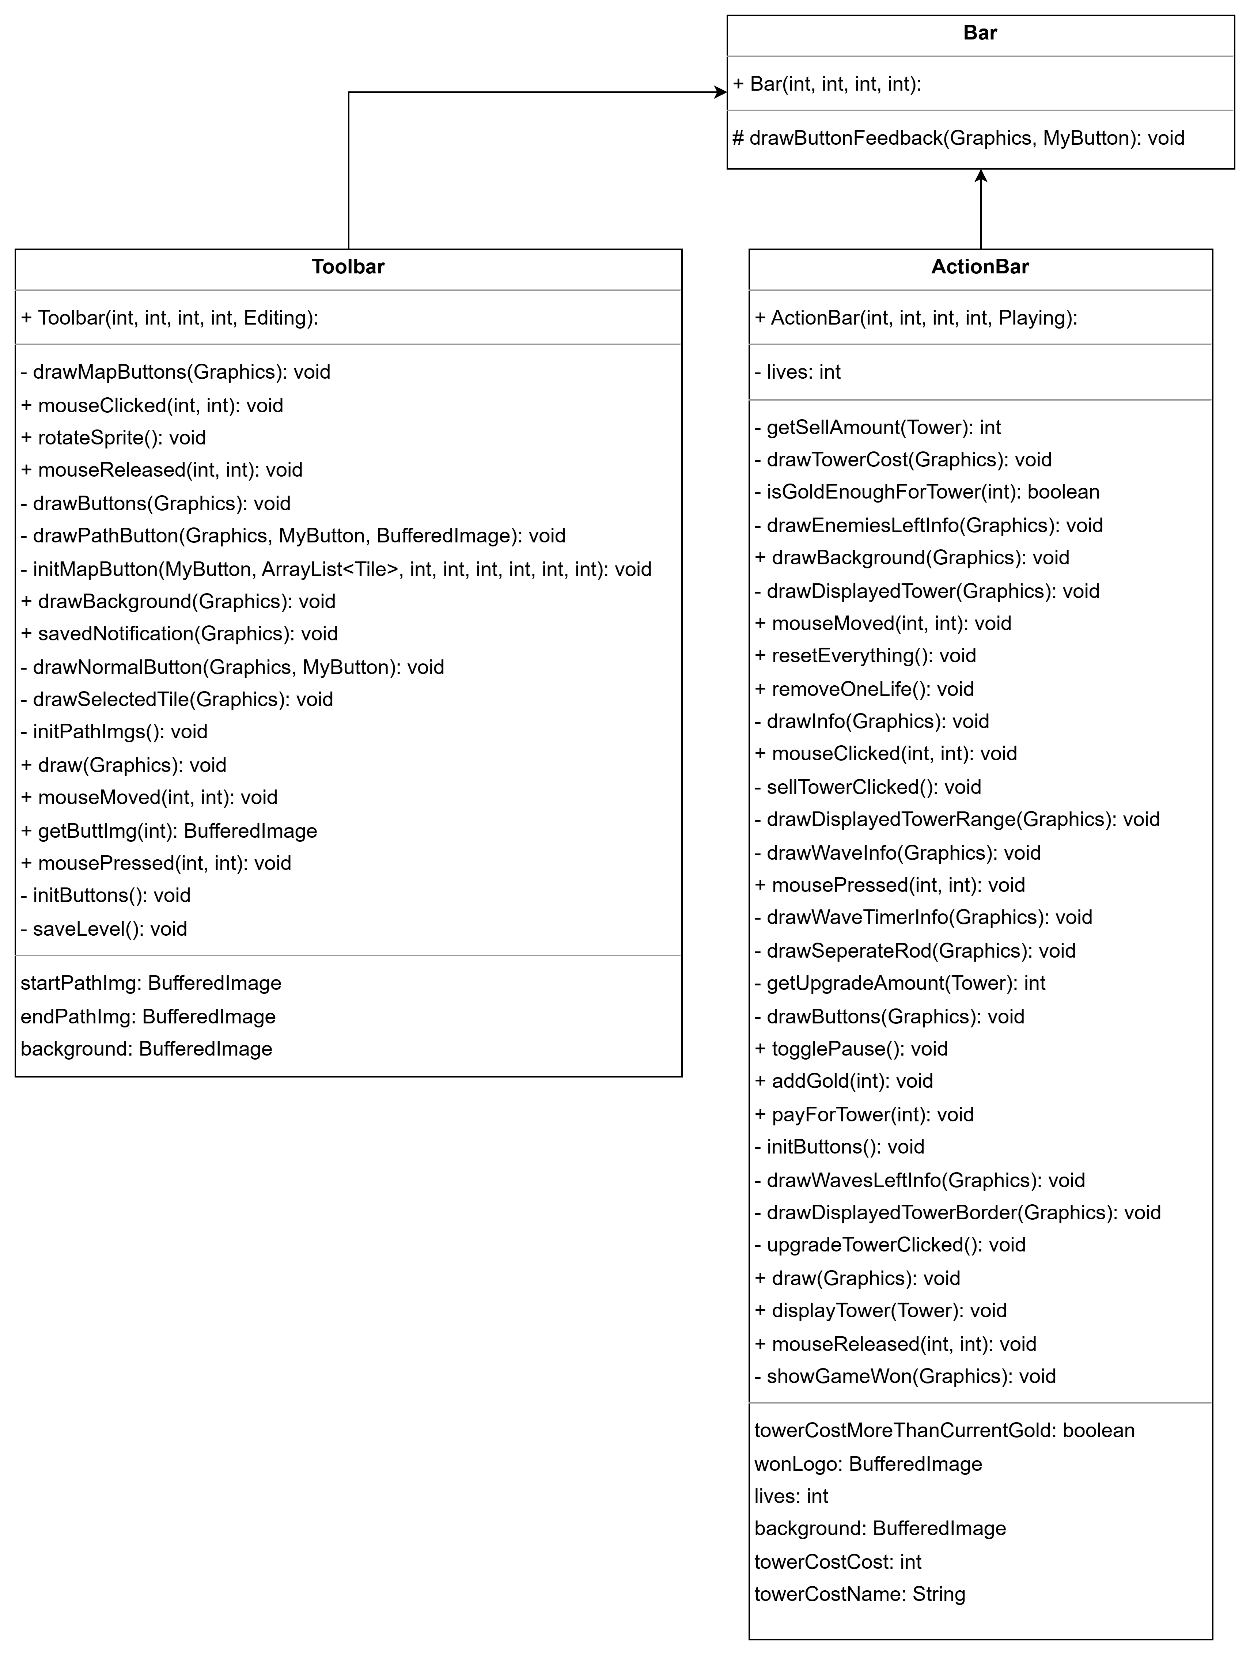 Bar
+ Bar(int, int, int, int):
# drawButtonFeedback(Graphics, MyButton): void
Toolbar
+ Toolbar(int, int, int, int, Editing):
- drawMapButtons(Graphics): void
+ mouseClicked(int, int): void
+ rotateSprite(): void
+ mouseReleased(int, int): void
- drawButtons(Graphics): void
- drawPathButton(Graphics, MyButton, BufferedImage): void
- initMapButton(MyButton, ArrayList<Tile>, int, int, int, int, int, int): void
+ drawBackground(Graphics): void
+ savedNotification(Graphics): void
- drawNormalButton(Graphics, MyButton): void
- drawSelectedTile(Graphics): void
- initPathImgs(): void
+ draw(Graphics): void
+ mouseMoved(int, int): void
+ getButtImg(int): BufferedImage
+ mousePressed(int, int): void
- initButtons(): void
- saveLevel(): void
startPathImg: BufferedImage
endPathImg: BufferedImage
background: BufferedImage
ActionBar
+ ActionBar(int, int, int, int, Playing):
- lives: int
- getSellAmount(Tower): int
- drawTowerCost(Graphics): void
- isGoldEnoughForTower(int): boolean
- drawEnemiesLeftInfo(Graphics): void
+ drawBackground(Graphics): void
- drawDisplayedTower(Graphics): void
+ mouseMoved(int, int): void
+ resetEverything(): void
+ removeOneLife(): void
- drawInfo(Graphics): void
+ mouseClicked(int, int): void
- sellTowerClicked(): void
- drawDisplayedTowerRange(Graphics): void
- drawWaveInfo(Graphics): void
+ mousePressed(int, int): void
- drawWaveTimerInfo(Graphics): void
- drawSeperateRod(Graphics): void
- getUpgradeAmount(Tower): int
- drawButtons(Graphics): void
+ togglePause(): void
+ addGold(int): void
+ payForTower(int): void
- initButtons(): void
- drawWavesLeftInfo(Graphics): void
- drawDisplayedTowerBorder(Graphics): void
- upgradeTowerClicked(): void
+ draw(Graphics): void
+ displayTower(Tower): void
+ mouseReleased(int, int): void
- showGameWon(Graphics): void
towerCostMoreThanCurrentGold: boolean
wonLogo: BufferedImage
lives: int
background: BufferedImage
towerCostCost: int
towerCostName: String